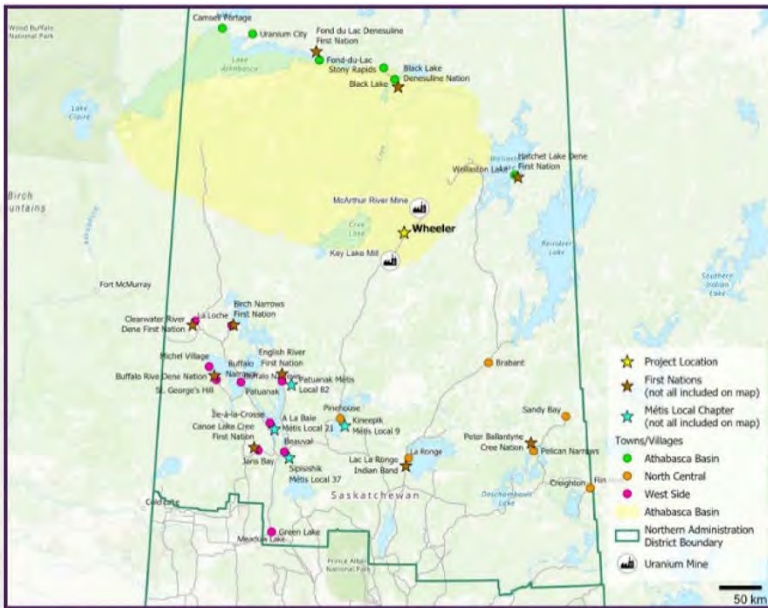 Wood Buffalo
National Park
Camsell Portage
Uranium City
Fond du Lac Denesuline
First Nation
Lake
Athabasca
Fond-du-Lac
Stony Rapids
Black Lake
Denesuline Nation
Black Lake
Lake
Claire
Hatchet Lake Dene
First Nation
Wollaston Lake
Birch
McArthur River Mine
Cree
Lake
Wheeler
Key Lake Mill
Reindeer
Lake
Southern
Indian
Lake
Fort McMurray
Clearwater River
Dene First Nation
La Loche
Birch Narrows
First Nation
Michel Village
Buffalo
Narrows
English River
First Nation
Buffalo Rive Dene Nation
St. George's Hill
Patuanak
Patuanak Métis
Local 82
Brabant
Île-à-la-Crosse
A La Baie
Métis Local 21
Canoe Lake Cree
First Nation
Jans Bay
Beauval
Sipisishik
Métis Local 37
Pinehouse
Kineepik
Métis Local 9
Lac La Ronge
Indian Band
La Ronge
Sandy Bay
Peter Ballantyne
Cree Nation
Pelican Narrows
Creighton
Flin
Deschambault
Lake
Saskatchewan
Cold Lake
Green Lake
Meadow Lake
Prince Albert
National Park
Project Location
First Nations
(not all included on map)
Métis Local Chapter
(not all included on map)
Towns/Villages
Athabasca Basin
North Central
West Side
Athabasca Basin
Northern Administration
District Boundary
Uranium Mine
50 km